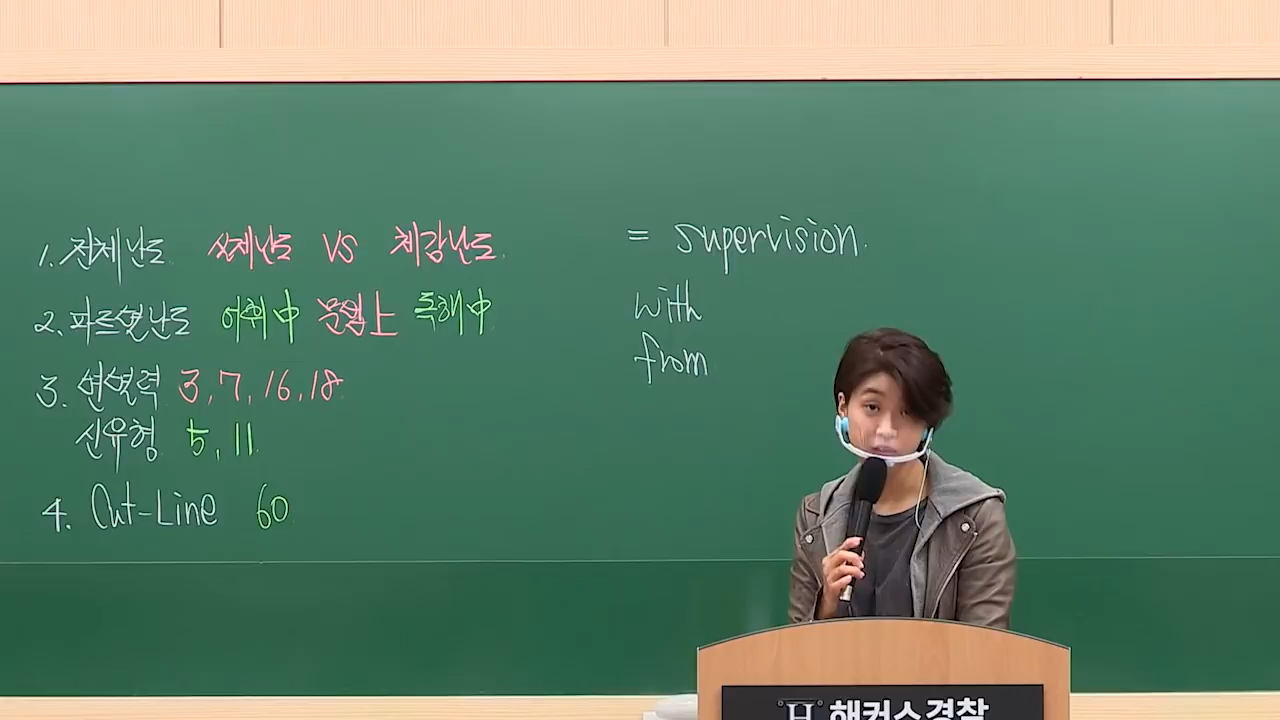 1. 전체난도 실제난도 VS 체감난도.
2. 파트별난도 어휘中 문법上 독해中
3. 변별력 3, 7, 16, 18
신유형 5, 11
4. Cut-Line 60
= supervision.
with
from
H 해커스경찰